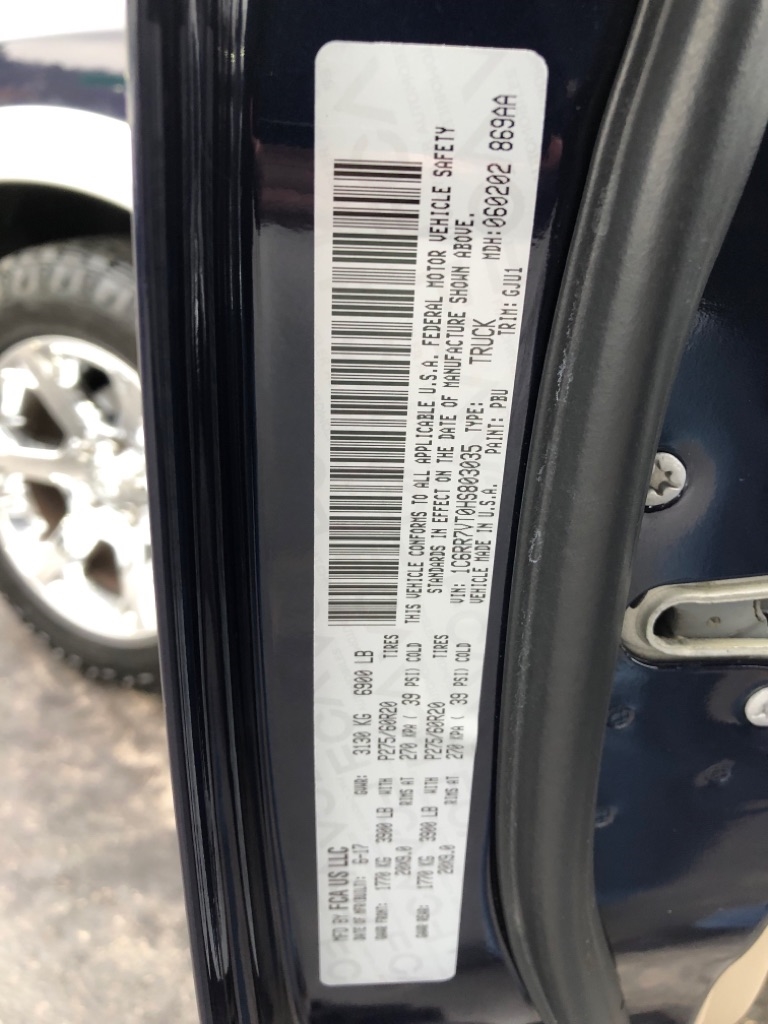 MFD BY FCA US LLC
DATE OF MFR(BUILT): 6-17 GVWR: 3130 KG 6900 LB
GAWR FRONT: 1770 KG 3900 LB WITH P275/60R20 TIRES
20X9.0 RIMS AT 270 KPA ( 39 PSI) COLD
GAWR REAR: 1770 KG 3900 LB WITH P275/60R20 TIRES
20X9.0 RIMS AT 270 KPA ( 39 PSI) COLD
THIS VEHICLE CONFORMS TO ALL APPLICABLE U.S.A. FEDERAL MOTOR VEHICLE SAFETY
STANDARDS IN EFFECT ON THE DATE OF MANUFACTURE SHOWN ABOVE.
VIN: 1C6RR7VT0HS803035 TYPE: TRUCK MDH:060202 869AA
VEHICLE MADE IN U.S.A. PAINT: PBU TRIM: GJU1